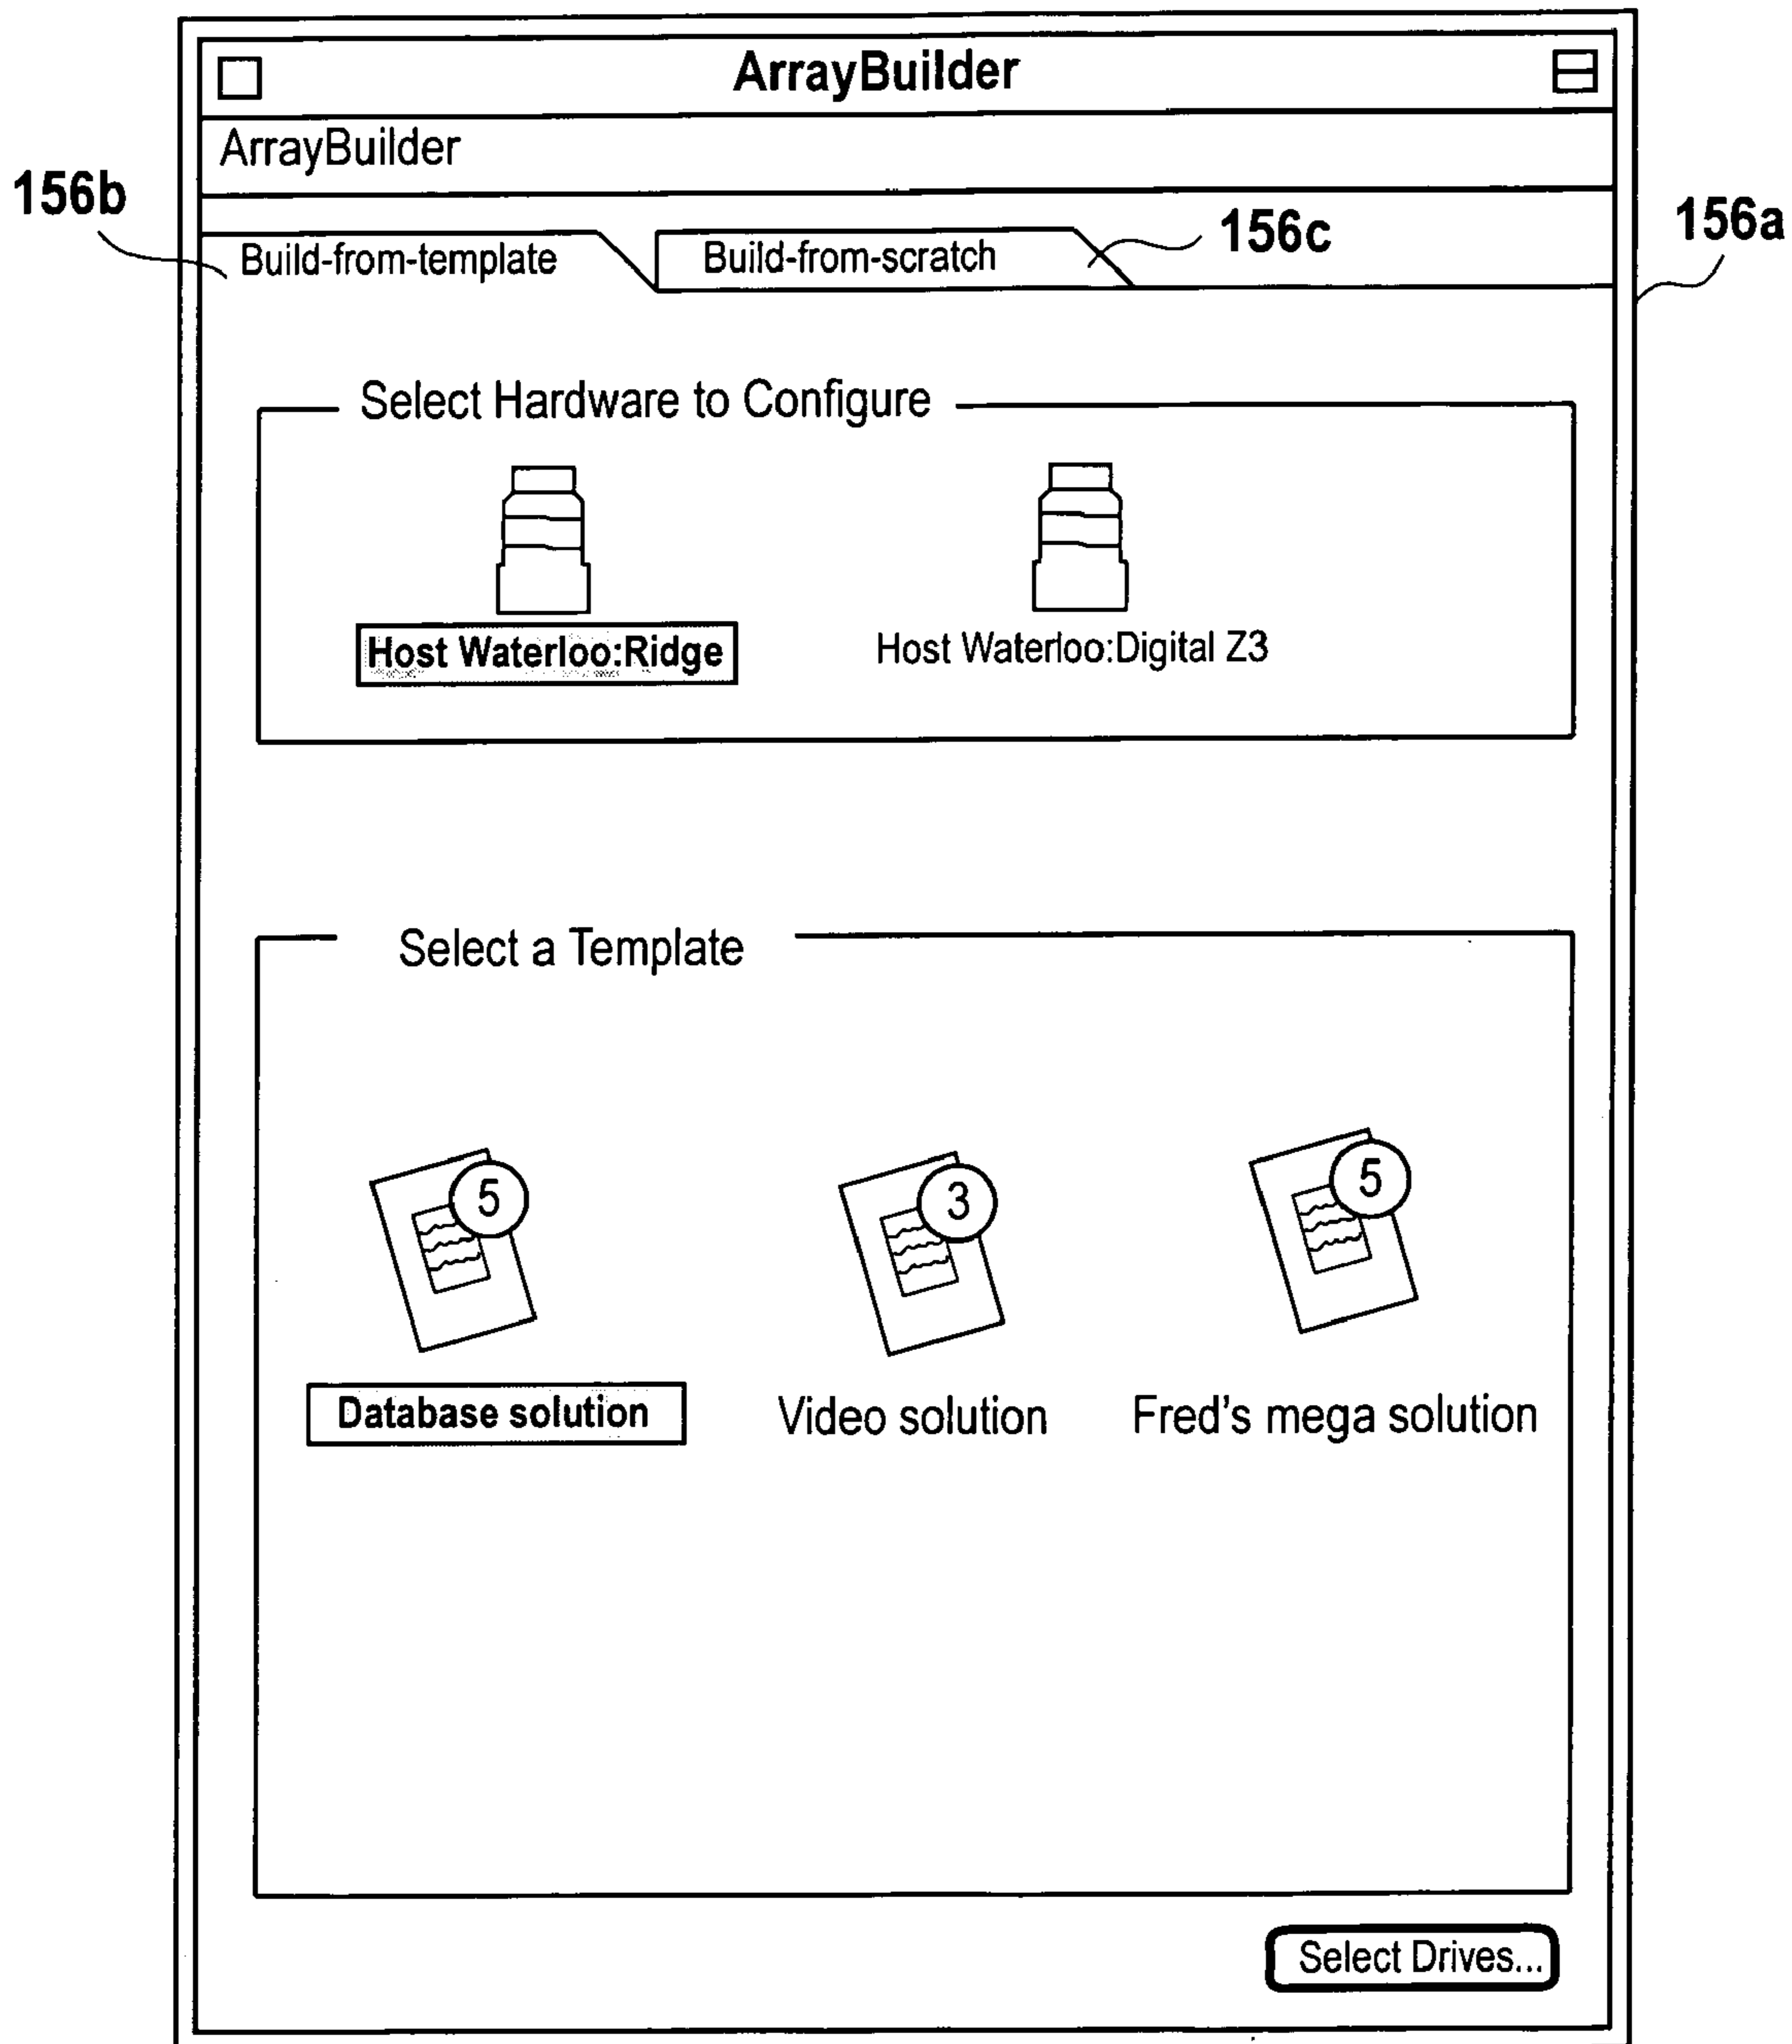 ArrayBuilder
ArrayBuilder
156b
156a
Build-from-template
Build-from-scratch
156c
Select Hardware to Configure
Host Waterloo:Ridge
Host Waterloo:Digital Z3
Select a Template
5
3
5
Database solution
Video solution
Fred's mega solution
Select Drives...